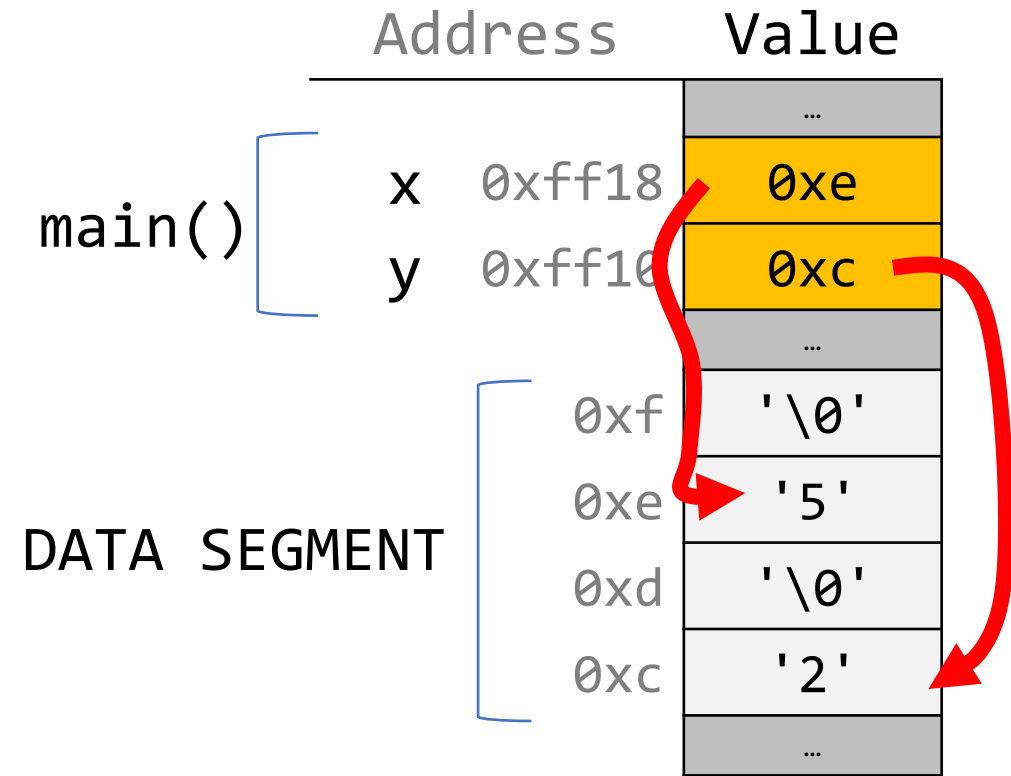 Address Value
…
x 0xff18 0xe
main()
y 0xff10 0xc
…
0xf '\0'
0xe '5'
DATA SEGMENT
0xd '\0'
0xc '2'
…